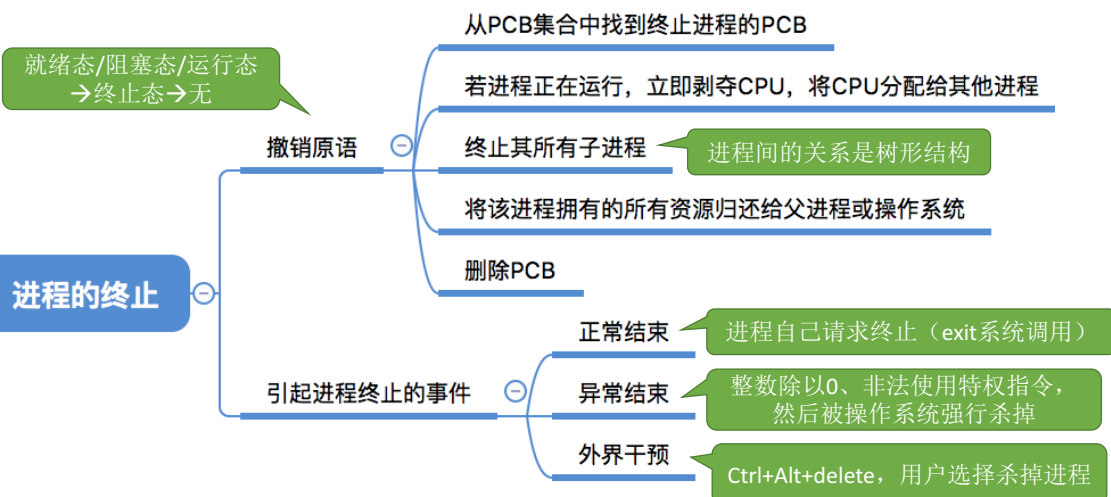 从PCB集合中找到终止进程的PCB
就绪态/阻塞态/运行态
→终止态→无
若进程正在运行，立即剥夺CPU，将CPU分配给其他进程
撤销原语
终止其所有子进程
进程间的关系是树形结构
将该进程拥有的所有资源归还给父进程或操作系统
删除PCB
进程的终止
正常结束
进程自己请求终止（exit系统调用）
引起进程终止的事件
异常结束
整数除以0、非法使用特权指令，
然后被操作系统强行杀掉
外界干预
Ctrl+Alt+delete，用户选择杀掉进程